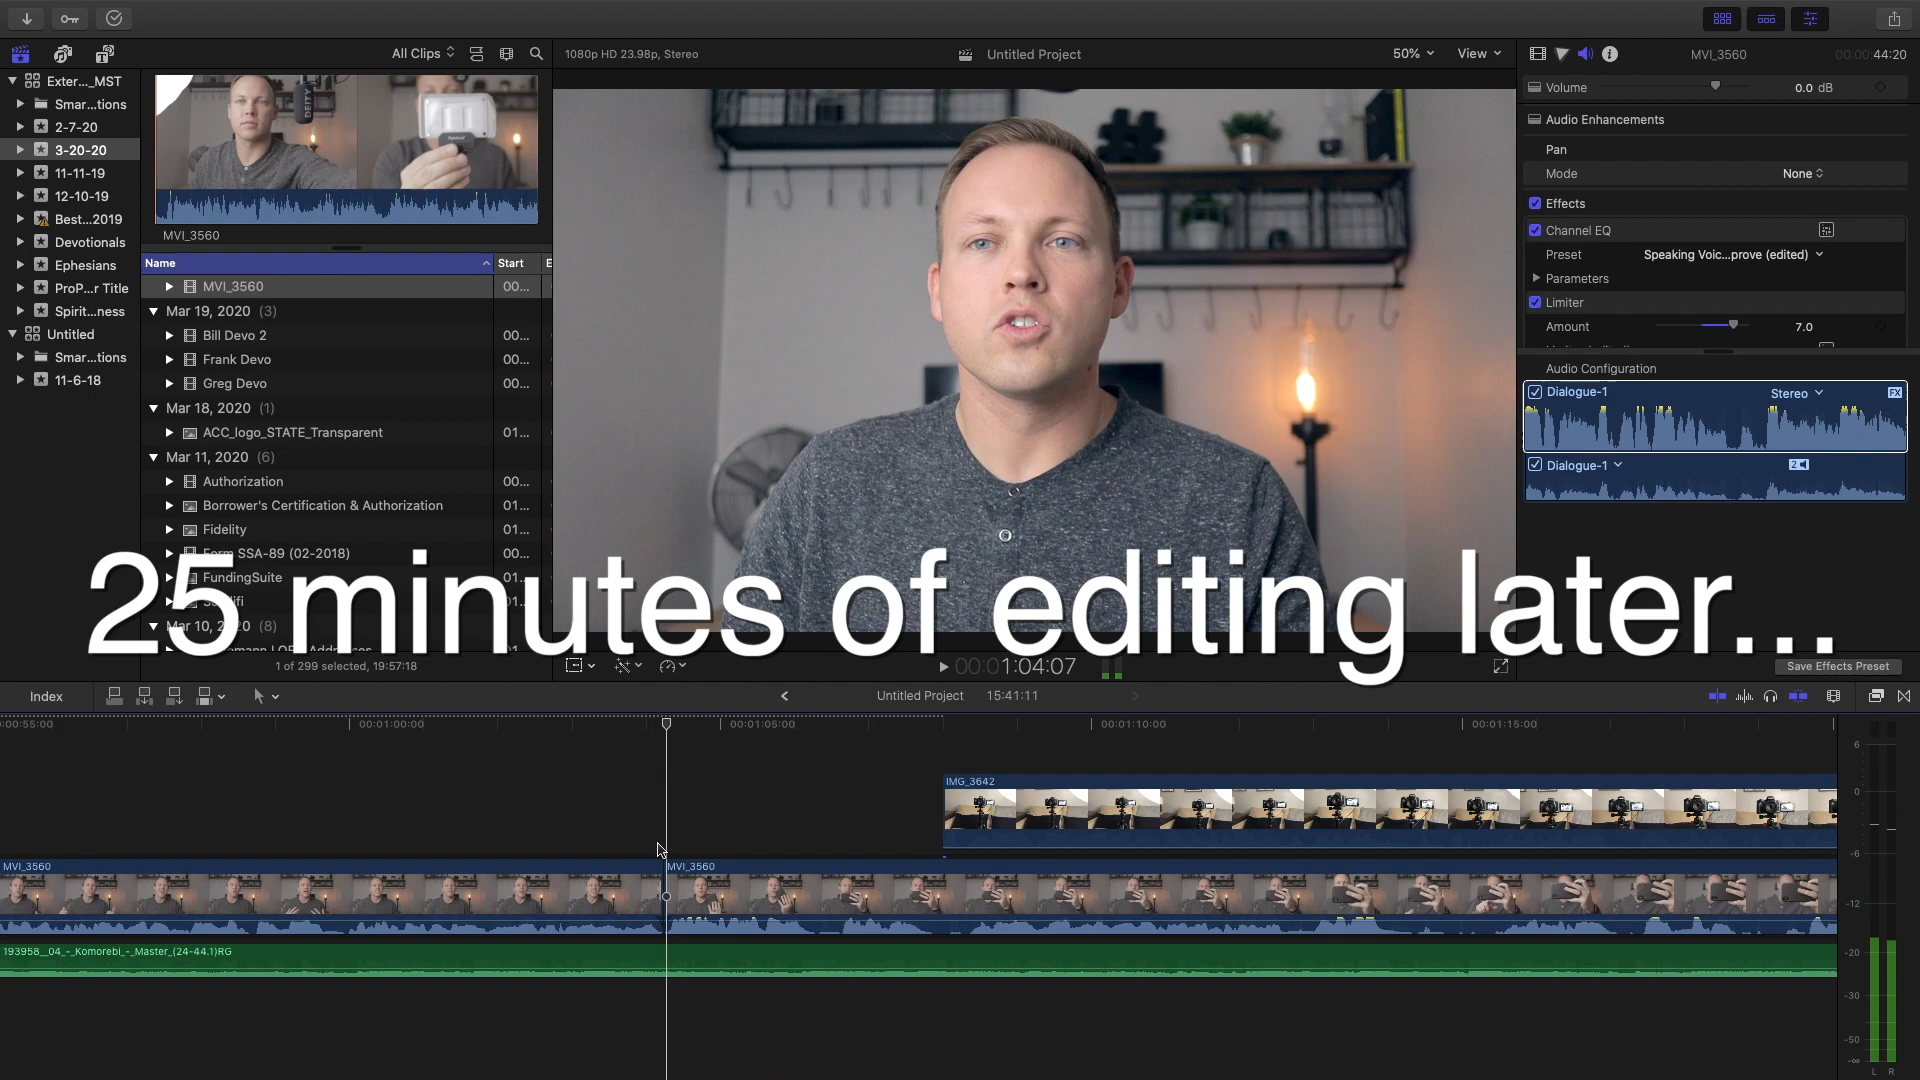 All Clips
1080p HD 23.98p, Stereo
Untitled Project
50%
View
MVI_3560
00:00:44:20
Exter..._MST
Smar...tions
2-7-20
3-20-20
11-11-19
12-10-19
Best...2019
Devotionals
Ephesians
ProP...r Title
Spirit...ness
Untitled
Smar...tions
11-6-18
DEITY
MVI_3560
Name
Start
E
MVI_3560
00...
Mar 19, 2020 (3)
Bill Devo 2
00...
Frank Devo
00...
Greg Devo
00...
Mar 18, 2020 (1)
ACC_logo_STATE_Transparent
01...
Mar 11, 2020 (6)
Authorization
00...
Borrower's Certification & Authorization
01...
Fidelity
01...
Form SSA-89 (02-2018)
00...
FundingSuite
01...
01...
(8)
1 of 299 selected, 19:57:18
Volume
0.0 dB
Audio Enhancements
Pan
Mode
None
Effects
Channel EQ
Preset
Speaking Voic...prove (edited)
Parameters
Limiter
Amount
7.0
Audio Configuration
Dialogue-1
Stereo
FX
Dialogue-1
2
25 minutes of editing later...
00:01:04:07
Save Effects Preset
Index
Untitled Project
15:41:11
0:00:55:00
00:01:00:00
00:01:05:00
00:01:10:00
00:01:15:00
IMG_3642
MVI_3560
MVI_3560
193958__04_-_Komorebi_-_Master_(24-44.1)RG
6
0
-6
-12
-20
-30
-50
-∞
L R